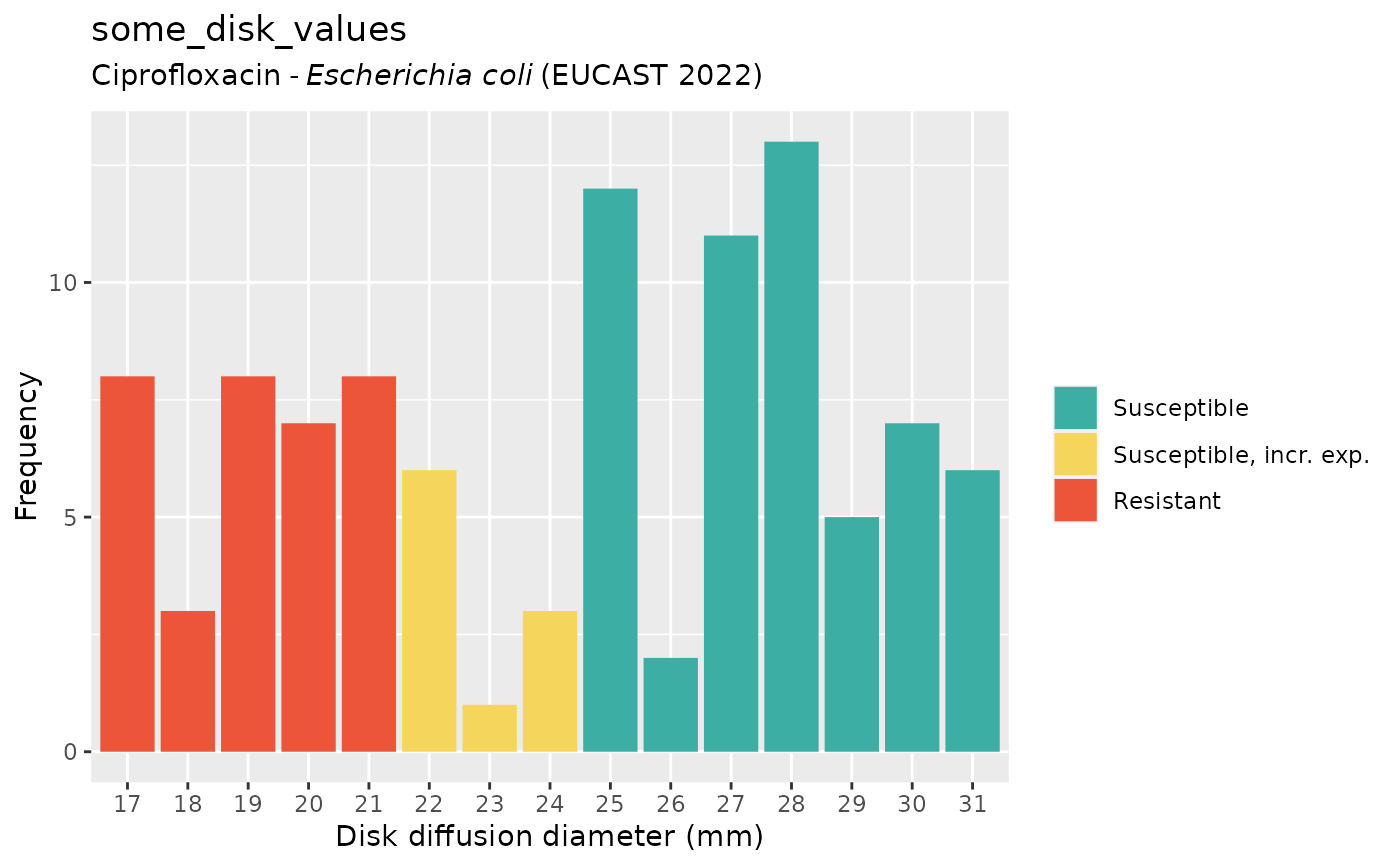 some_disk_values
Ciprofloxacin - Escherichia coli (EUCAST 2022)
Frequency
10
5
0
17 18 19 20 21 22 23 24 25 26 27 28 29 30 31
Disk diffusion diameter (mm)
Susceptible
Susceptible, incr. exp.
Resistant